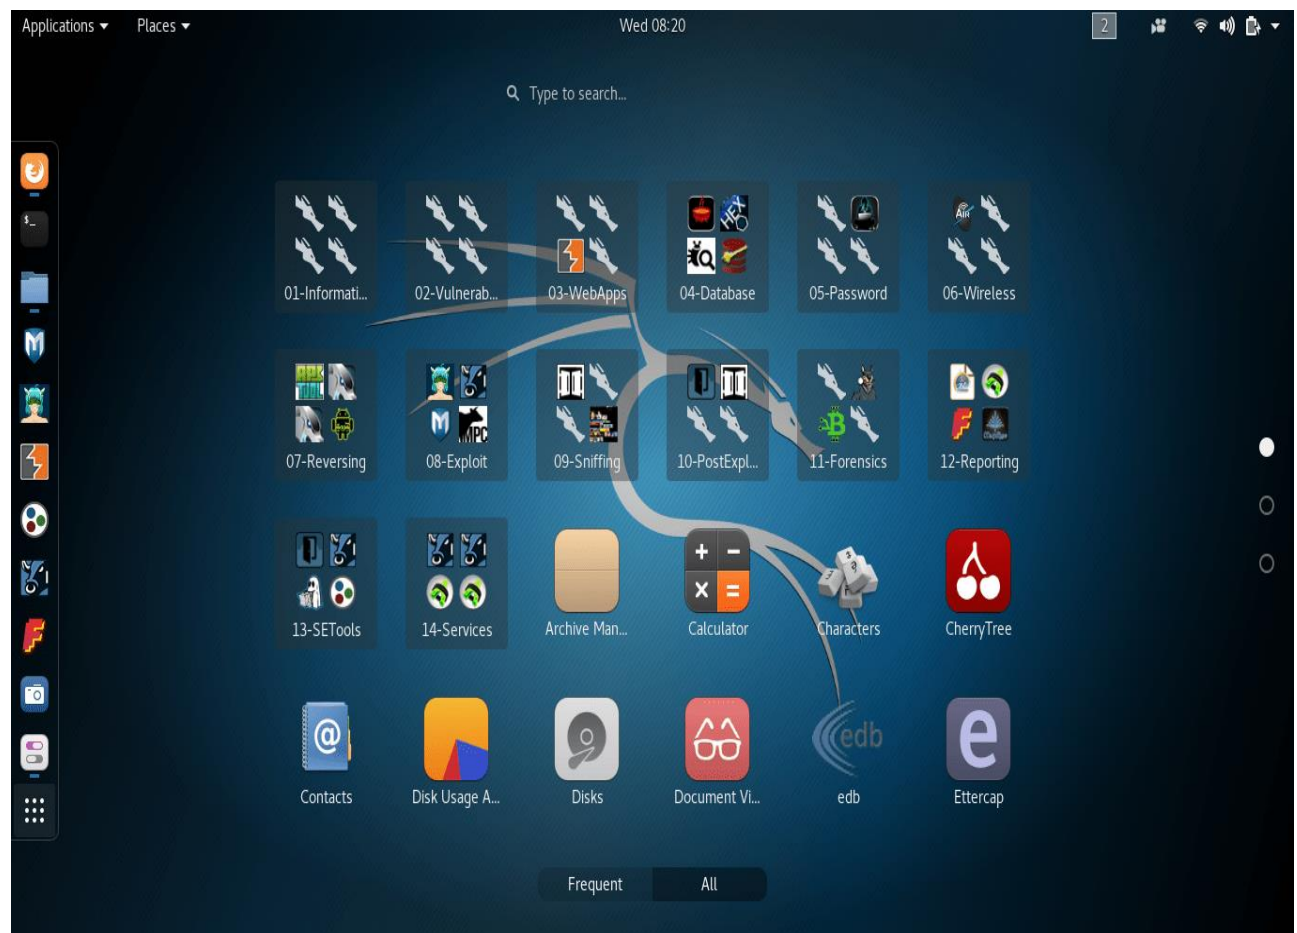 Applications Places Wed 08:20 2
Type to search...
01-Informati... 02-Vulnerab... 03-WebApps 04-Database 05-Password 06-Wireless
07-Reversing 08-Exploit 09-Sniffing 10-PostExpl... 11-Forensics 12-Reporting
13-SETools 14-Services Archive Man... Calculator Characters CherryTree
edb
Contacts Disk Usage A... Disks Document Vi... edb Ettercap
Frequent All